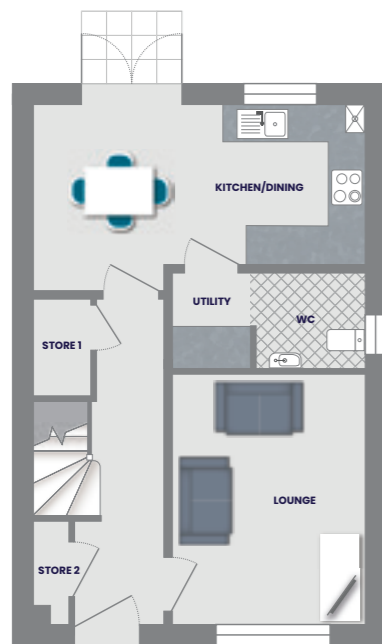 KITCHEN/DINING
UTILITY
WC
STORE 1
LOUNGE
STORE 2